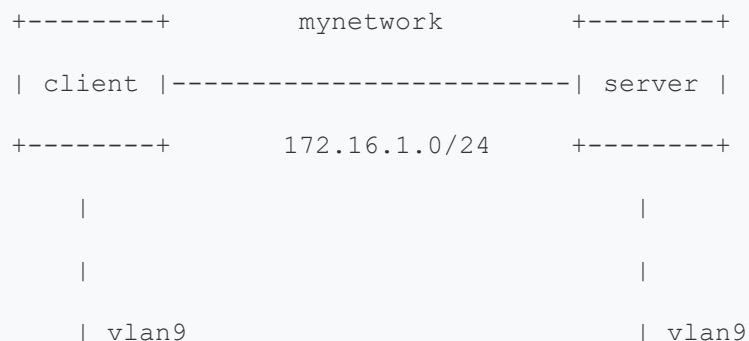 +--------+        mynetwork        +--------+
| client |-------------------------| server |
+--------+       172.16.1.0/24     +--------+
    |                                  |
    |                                  |
    | vlan9                            | vlan9